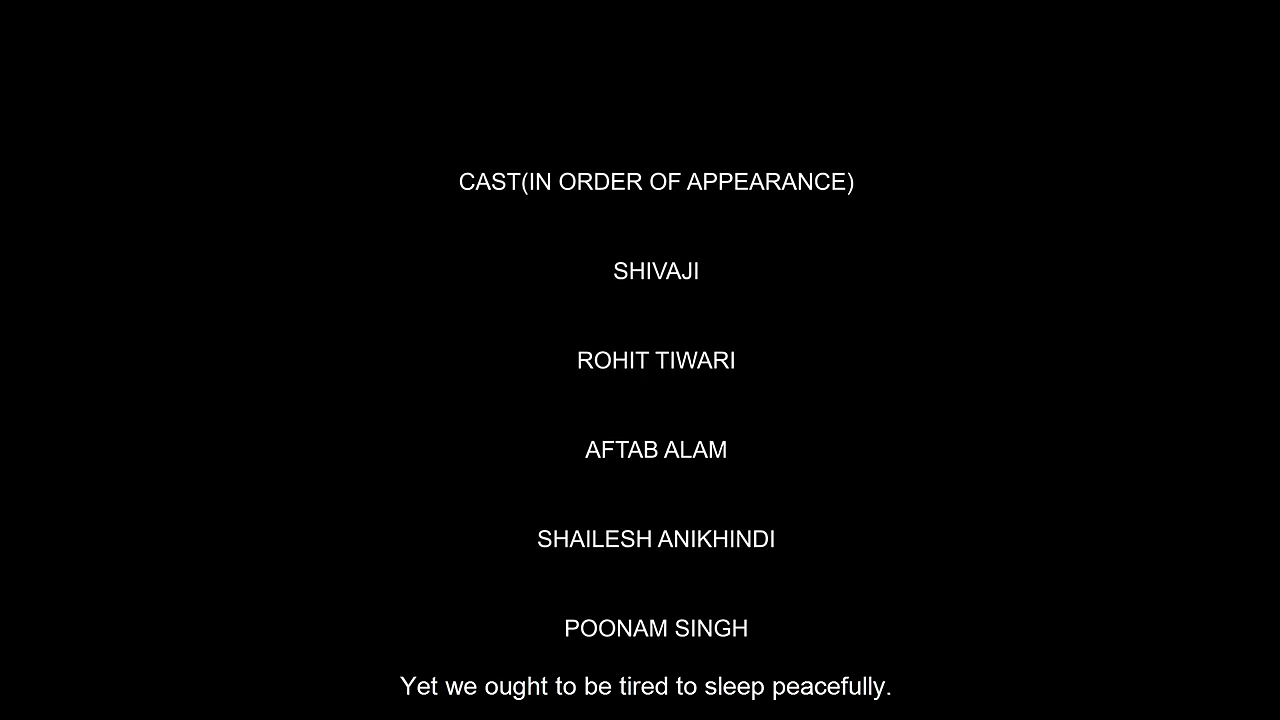 CAST(IN ORDER OF APPEARANCE)
SHIVAJI
ROHIT TIWARI
AFTAB ALAM
SHAILESH ANIKHINDI
POONAM SINGH
Yet we ought to be tired to sleep peacefully.